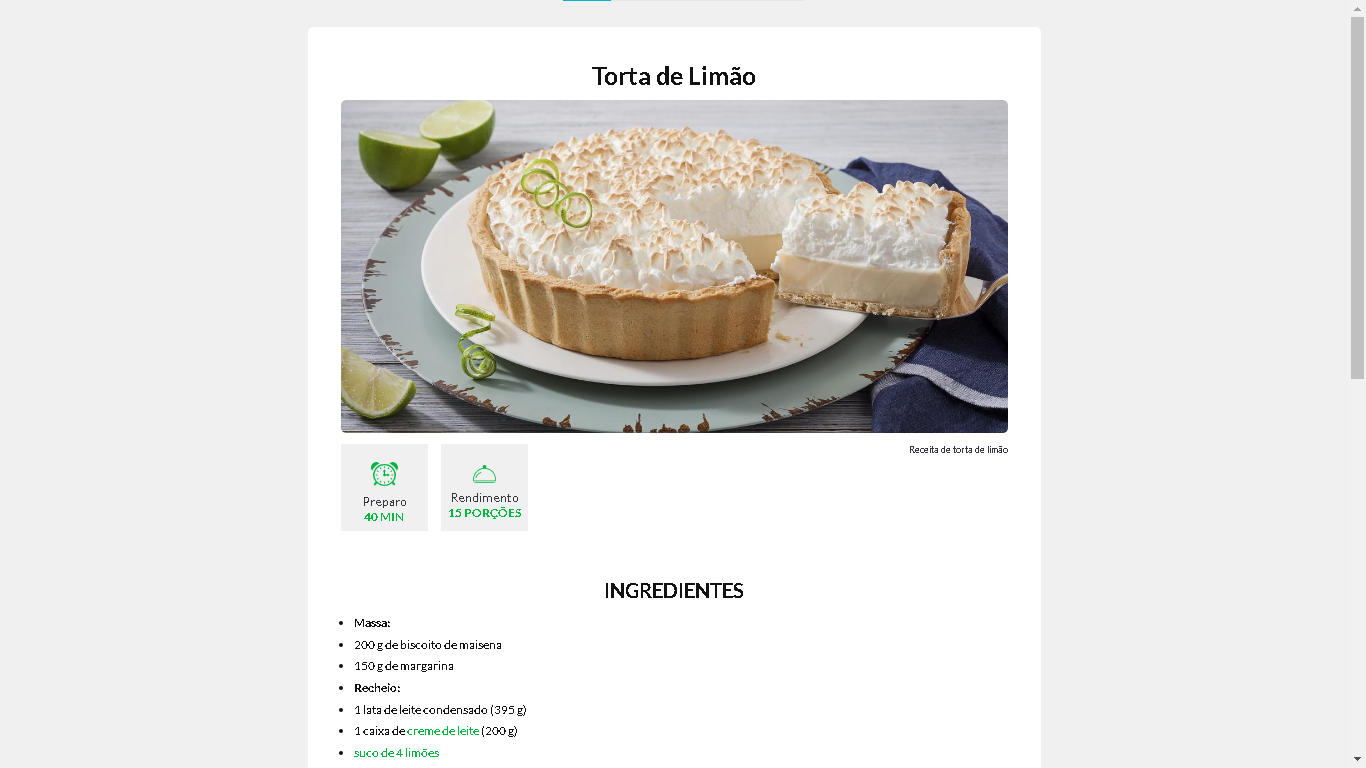 Torta de Limão
Receita de torta de limão
Preparo
40 MIN
Rendimento
15 PORÇÕES
INGREDIENTES
Massa:
200 g de biscoito de maisena
150 g de margarina
Recheio:
1 lata de leite condensado (395 g)
1 caixa de creme de leite (200 g)
suco de 4 limões